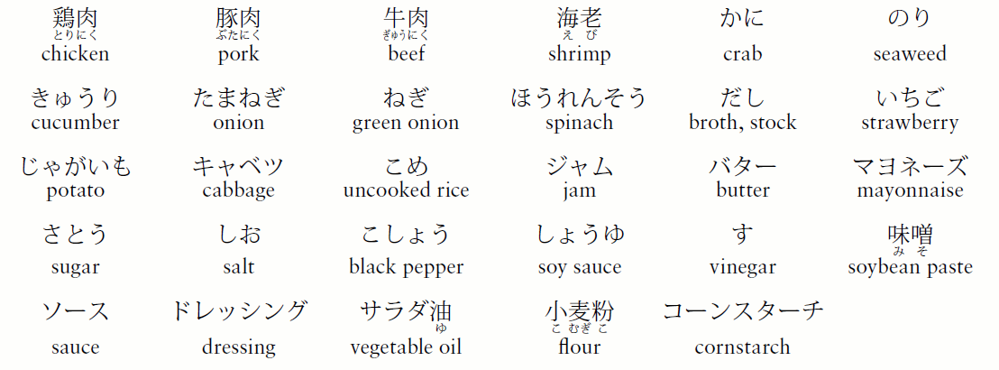 鶏肉 豚肉 牛肉 海老 かに のり
とりにく ぶたにく ぎゅうにく えび
chicken pork beef shrimp crab seaweed
きゅうり たまねぎ ねぎ ほうれんそう だし いちご
cucumber onion green onion spinach broth, stock strawberry
じゃがいも キャベツ こめ ジャム バター マヨネーズ
potato cabbage uncooked rice jam butter mayonnaise
さとう しお こしょう しょうゆ す 味噌
みそ
sugar salt black pepper soy sauce vinegar soybean paste
ソース ドレッシング サラダ油 小麦粉 コーンスターチ
ゆ こむぎこ
sauce dressing vegetable oil flour cornstarch